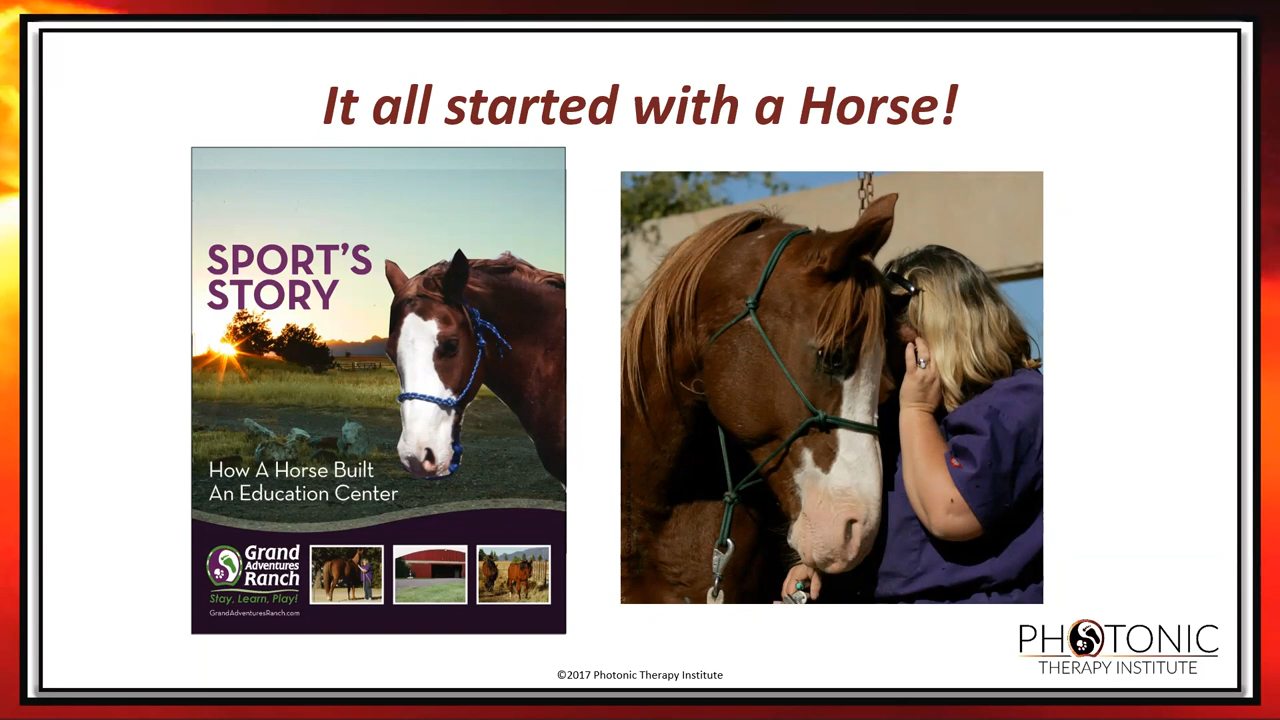 It all started with a Horse!
SPORT'S
STORY
How A Horse Built
An Education Center
Grand
Adventures
Ranch
Stay, Learn, Play!
GrandAdventuresRanch.com
PHOTONIC
THERAPY INSTITUTE
©2017 Photonic Therapy Institute